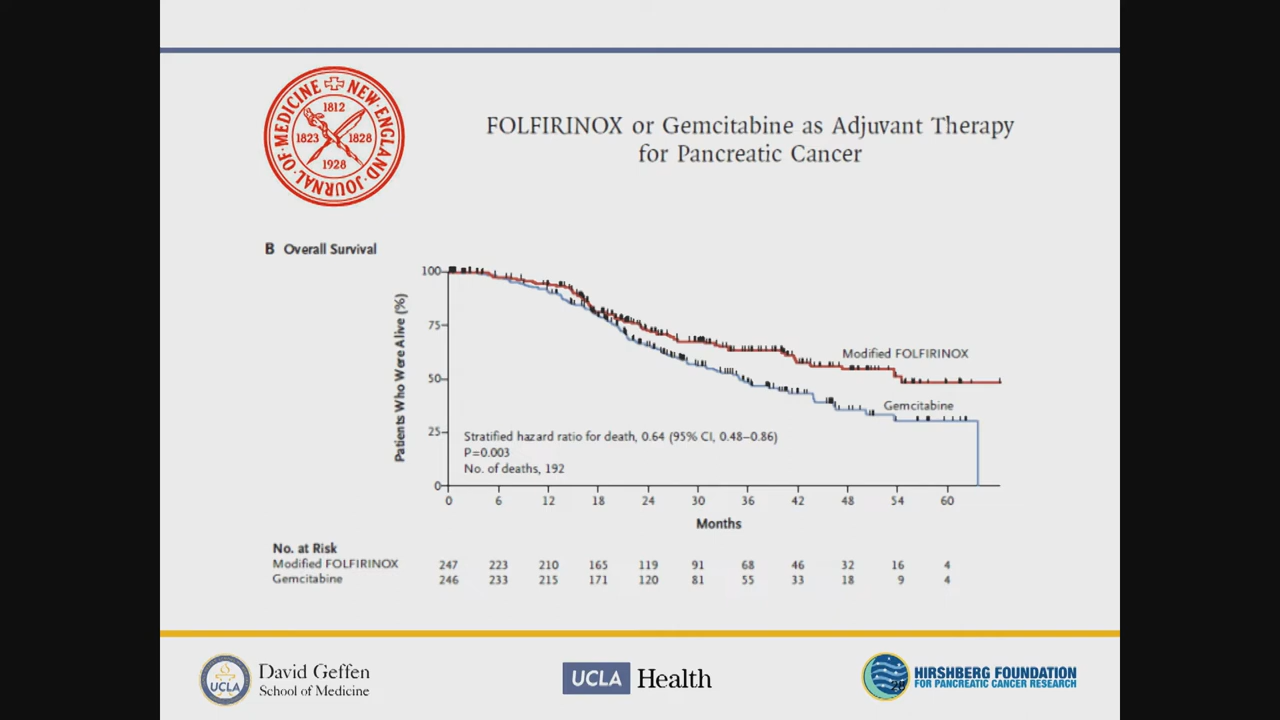 NEW ENGLAND JOURNAL OF MEDICINE
1812
1823 1828
1928
FOLFIRINOX or Gemcitabine as Adjuvant Therapy
for Pancreatic Cancer
B Overall Survival
Patients Who Were Alive (%)
100
75
50
25
0
Modified FOLFIRINOX
Gemcitabine
Stratified hazard ratio for death, 0.64 (95% CI, 0.48–0.86)
P=0.003
No. of deaths, 192
0 6 12 18 24 30 36 42 48 54 60
Months
No. at Risk
Modified FOLFIRINOX 247 223 210 165 119 91 68 46 32 16 4
Gemcitabine 246 233 215 171 120 81 55 33 18 9 4
UCLA
David Geffen
School of Medicine
UCLA Health
HIRSHBERG FOUNDATION
FOR PANCREATIC CANCER RESEARCH